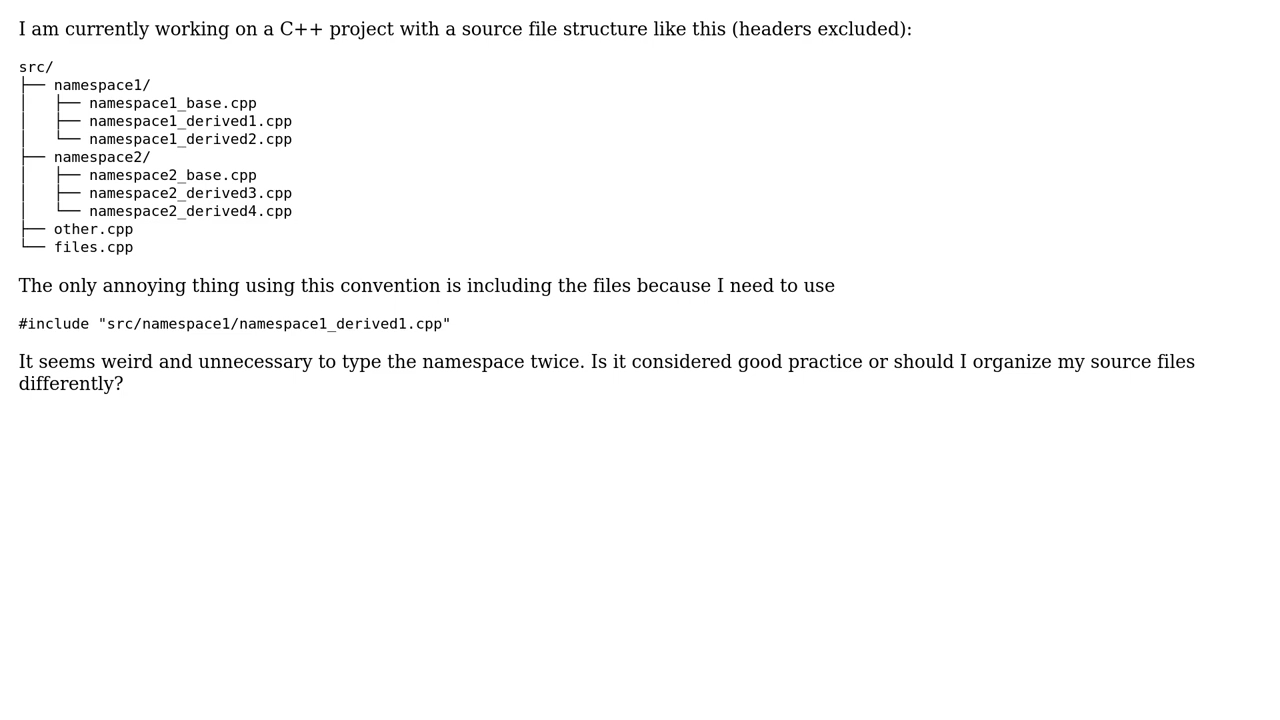 I am currently working on a C++ project with a source file structure like this (headers excluded):
src/
├── namespace1/
│   ├── namespace1_base.cpp
│   ├── namespace1_derived1.cpp
│   └── namespace1_derived2.cpp
├── namespace2/
│   ├── namespace2_base.cpp
│   ├── namespace2_derived3.cpp
│   └── namespace2_derived4.cpp
├── other.cpp
└── files.cpp
The only annoying thing using this convention is including the files because I need to use
#include "src/namespace1/namespace1_derived1.cpp"
It seems weird and unnecessary to type the namespace twice. Is it considered good practice or should I organize my source files
differently?